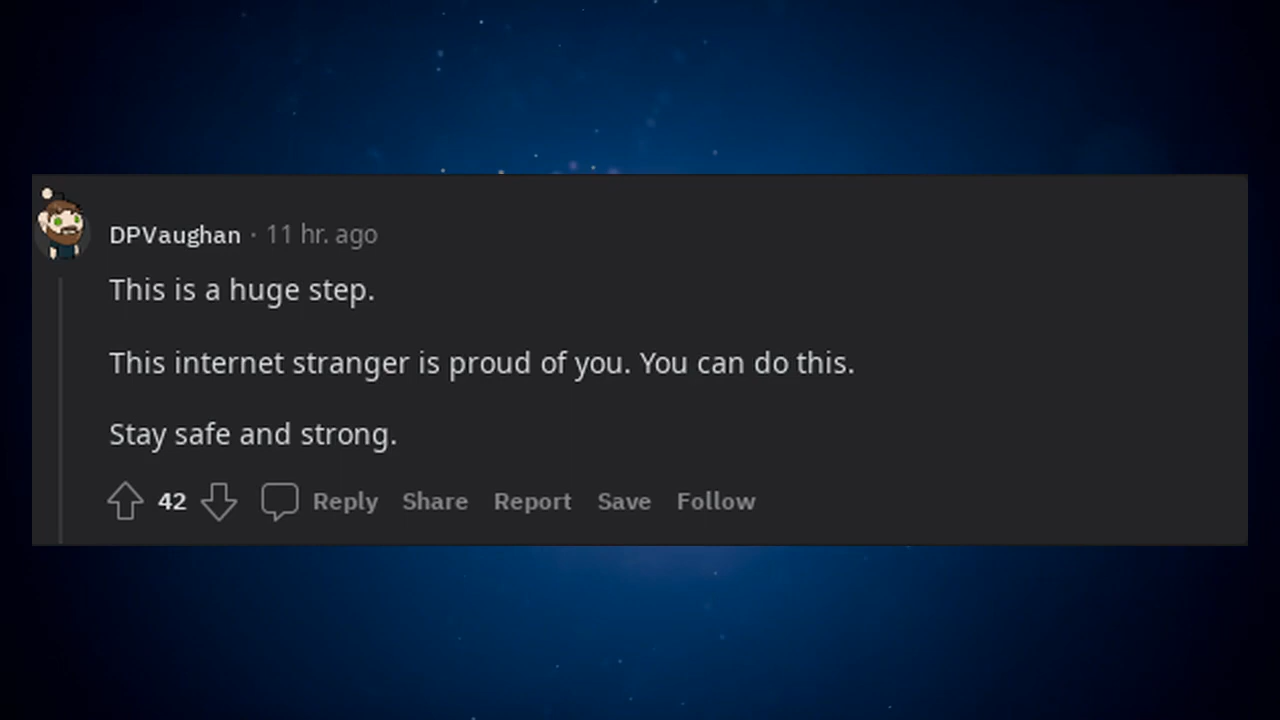 DPVaughan · 11 hr. ago
This is a huge step.
This internet stranger is proud of you. You can do this.
Stay safe and strong.
42 Reply Share Report Save Follow